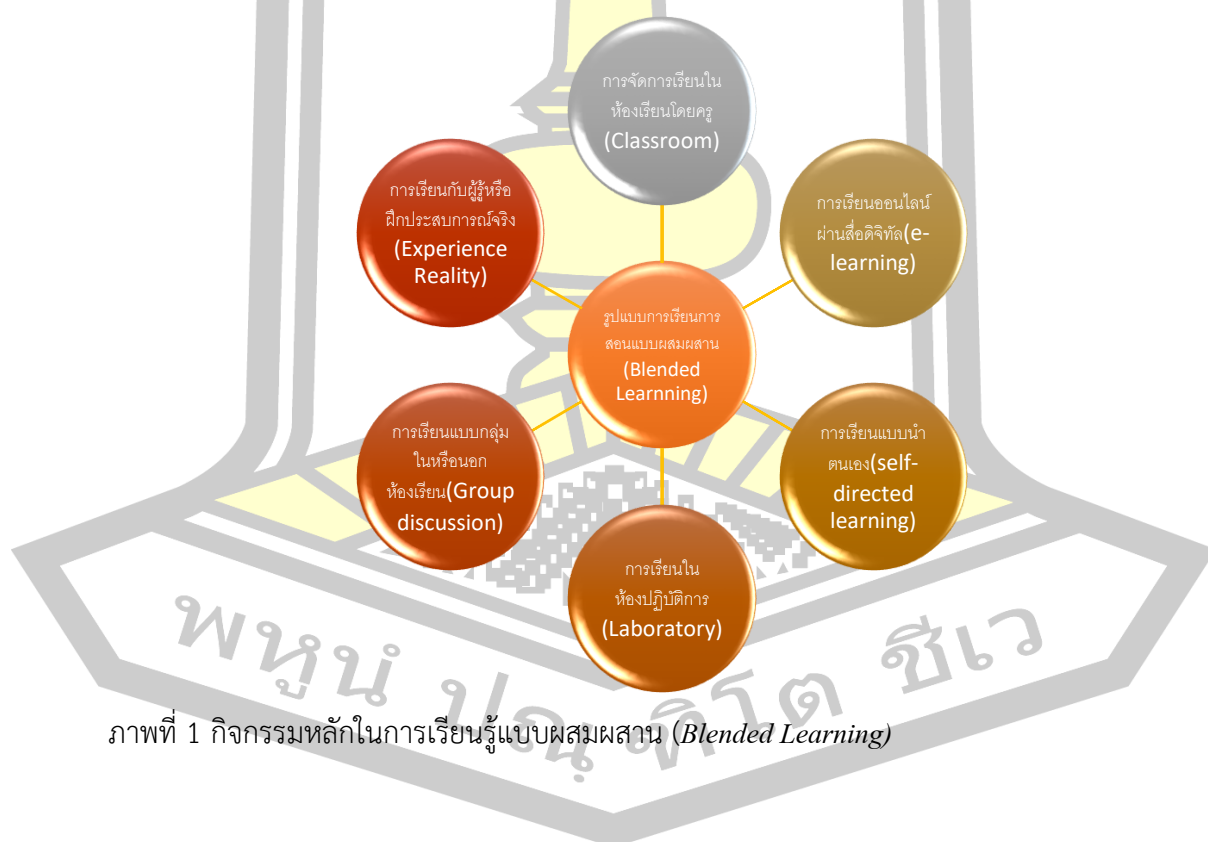 การจัดการเรียนใน
ห้องเรียนโดยครู
(Classroom)
การเรียนออนไลน์
ผ่านสื่อดิจิทัล(e-
learning)
การเรียนแบบนำ
ตนเอง(self-
directed
learning)
การเรียนใน
ห้องปฏิบัติการ
(Laboratory)
การเรียนแบบกลุ่ม
ในหรือนอก
ห้องเรียน(Group
discussion)
การเรียนกับผู้รู้หรือ
ฝึกประสบการณ์จริง
(Experience
Reality)
รูปแบบการเรียนการ
สอนแบบผสมผสาน
(Blended
Learnning)
พหูนํ ปณฺฑิโต ชีเว
ภาพที่ 1 กิจกรรมหลักในการเรียนรู้แบบผสมผสาน (Blended Learning)